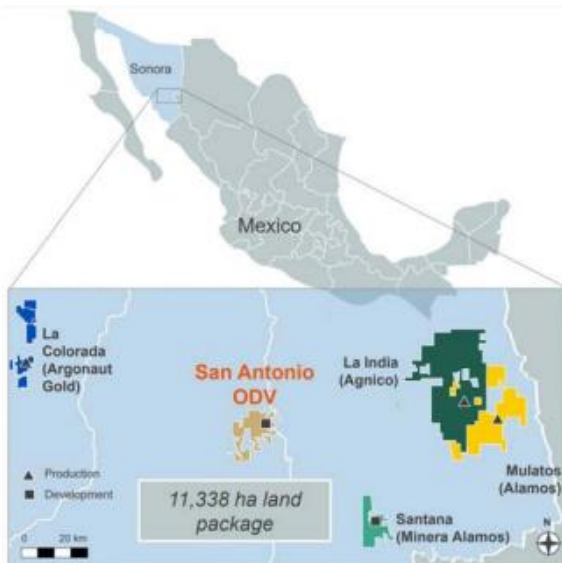 Sonora
Mexico
La
Colorada
(Argonaut
Gold)
San Antonio
ODV
La India
(Agnico)
Mulatos
(Alamos)
Production
Development
11,338 ha land
package
Santana
(Minera Alamos)
0 20 km
N